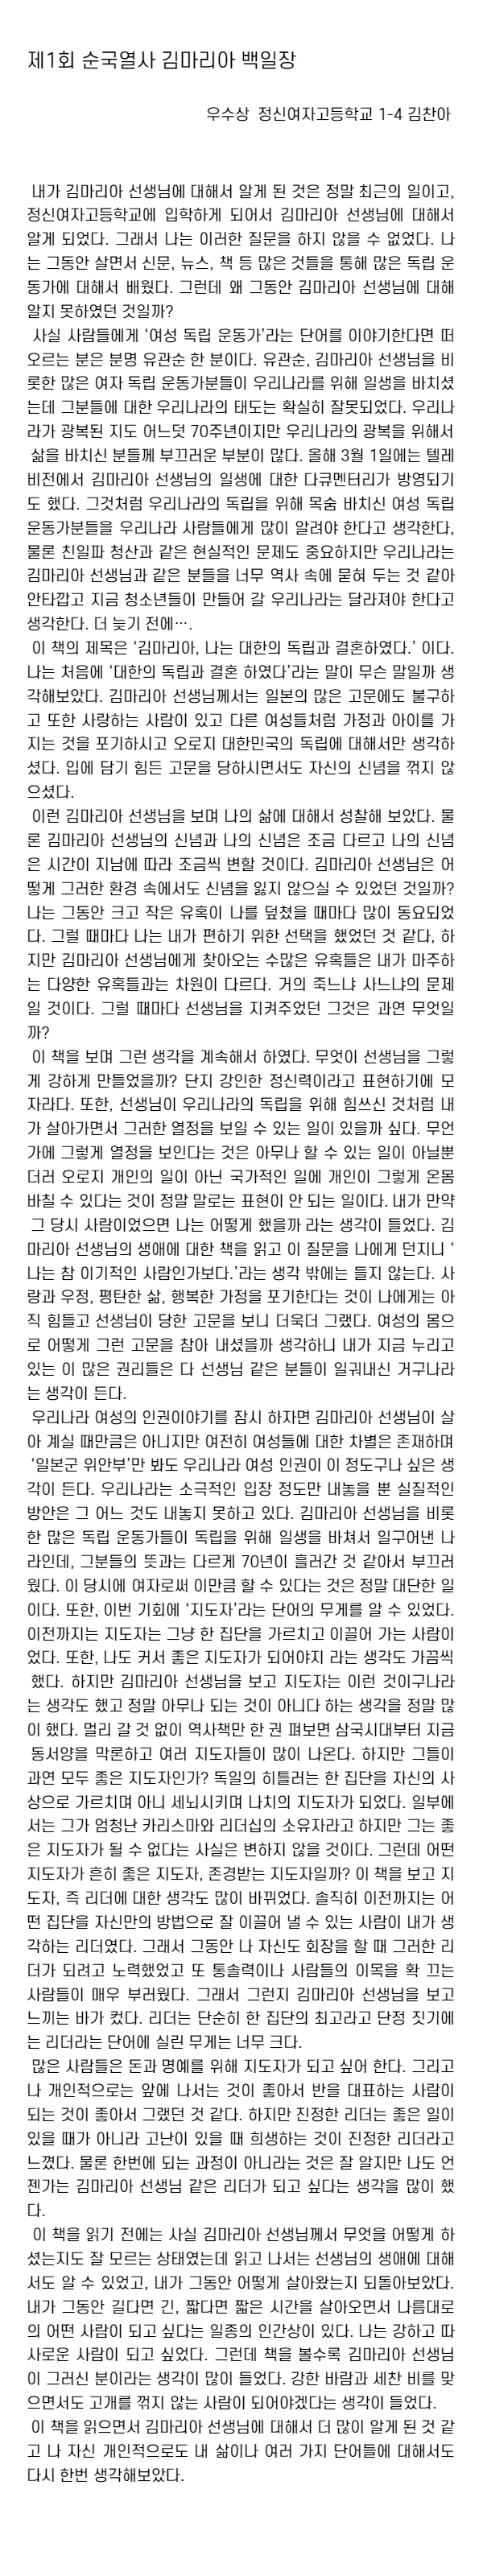 제1회 순국열사 김마리아 백일장
우수상 정신여자고등학교 1-4 김찬아
내가 김마리아 선생님에 대해서 알게 된 것은 정말 최근의 일이고,
정신여자고등학교에 입학하게 되어서 김마리아 선생님에 대해서
알게 되었다. 그래서 나는 이러한 질문을 하지 않을 수 없었다. 나
는 그동안 살면서 신문, 뉴스, 책 등 많은 것들을 통해 많은 독립 운
동가에 대해서 배웠다. 그런데 왜 그동안 김마리아 선생님에 대해
알지 못하였던 것일까?
사실 사람들에게 ‘여성 독립 운동가’라는 단어를 이야기한다면 떠
오르는 분은 분명 유관순 한 분이다. 유관순, 김마리아 선생님을 비
롯한 많은 여자 독립 운동가분들이 우리나라를 위해 일생을 바치셨
는데 그분들에 대한 우리나라의 태도는 확실히 잘못되었다. 우리나
라가 광복된 지도 어느덧 70주년이지만 우리나라의 광복을 위해서
삶을 바치신 분들께 부끄러운 부분이 많다. 올해 3월 1일에는 텔레
비전에서 김마리아 선생님의 일생에 대한 다큐멘터리가 방영되기
도 했다. 그것처럼 우리나라의 독립을 위해 목숨 바치신 여성 독립
운동가분들을 우리나라 사람들에게 많이 알려야 한다고 생각한다,
물론 친일파 청산과 같은 현실적인 문제도 중요하지만 우리나라는
김마리아 선생님과 같은 분들을 너무 역사 속에 묻혀 두는 것 같아
안타깝고 지금 청소년들이 만들어 갈 우리나라는 달라져야 한다고
생각한다. 더 늦기 전에….
이 책의 제목은 ‘김마리아, 나는 대한의 독립과 결혼하였다.’ 이다.
나는 처음에 ‘대한의 독립과 결혼 하였다’라는 말이 무슨 말일까 생
각해보았다. 김마리아 선생님께서는 일본의 많은 고문에도 불구하
고 또한 사랑하는 사람이 있고 다른 여성들처럼 가정과 아이를 가
지는 것을 포기하시고 오로지 대한민국의 독립에 대해서만 생각하
셨다. 입에 담기 힘든 고문을 당하시면서도 자신의 신념을 꺾지 않
으셨다.
이런 김마리아 선생님을 보며 나의 삶에 대해서 성찰해 보았다. 물
론 김마리아 선생님의 신념과 나의 신념은 조금 다르고 나의 신념
은 시간이 지남에 따라 조금씩 변할 것이다. 김마리아 선생님은 어
떻게 그러한 환경 속에서도 신념을 잃지 않으실 수 있었던 것일까?
나는 그동안 크고 작은 유혹이 나를 덮쳤을 때마다 많이 동요되었
다. 그럴 때마다 나는 내가 편하기 위한 선택을 했었던 것 같다, 하
지만 김마리아 선생님에게 찾아오는 수많은 유혹들은 내가 마주하
는 다양한 유혹들과는 차원이 다르다. 거의 죽느냐 사느냐의 문제
일 것이다. 그럴 때마다 선생님을 지켜주었던 그것은 과연 무엇일
까?
이 책을 보며 그런 생각을 계속해서 하였다. 무엇이 선생님을 그렇
게 강하게 만들었을까? 단지 강인한 정신력이라고 표현하기에 모
자라다. 또한, 선생님이 우리나라의 독립을 위해 힘쓰신 것처럼 내
가 살아가면서 그러한 열정을 보일 수 있는 일이 있을까 싶다. 무언
가에 그렇게 열정을 보인다는 것은 아무나 할 수 있는 일이 아닐뿐
더러 오로지 개인의 일이 아닌 국가적인 일에 개인이 그렇게 온몸
바칠 수 있다는 것이 정말 말로는 표현이 안 되는 일이다. 내가 만약
그 당시 사람이었으면 나는 어떻게 했을까 라는 생각이 들었다. 김
마리아 선생님의 생애에 대한 책을 읽고 이 질문을 나에게 던지니 ‘
나는 참 이기적인 사람인가보다.’라는 생각 밖에는 들지 않는다. 사
랑과 우정, 평탄한 삶, 행복한 가정을 포기한다는 것이 나에게는 아
직 힘들고 선생님이 당한 고문을 보니 더욱더 그랬다. 여성의 몸으
로 어떻게 그런 고문을 참아 내셨을까 생각하니 내가 지금 누리고
있는 이 많은 권리들은 다 선생님 같은 분들이 일궈내신 거구나라
는 생각이 든다.
우리나라 여성의 인권이야기를 잠시 하자면 김마리아 선생님이 살
아 계실 때만큼은 아니지만 여전히 여성들에 대한 차별은 존재하며
‘일본군 위안부’만 봐도 우리나라 여성 인권이 이 정도구나 싶은 생
각이 든다. 우리나라는 소극적인 입장 정도만 내놓을 뿐 실질적인
방안은 그 어느 것도 내놓지 못하고 있다. 김마리아 선생님을 비롯
한 많은 독립 운동가들이 독립을 위해 일생을 바쳐서 일구어낸 나
라인데, 그분들의 뜻과는 다르게 70년이 흘러간 것 같아서 부끄러
웠다. 이 당시에 여자로써 이만큼 할 수 있다는 것은 정말 대단한 일
이다. 또한, 이번 기회에 ‘지도자’라는 단어의 무게를 알 수 있었다.
이전까지는 지도자는 그냥 한 집단을 가르치고 이끌어 가는 사람이
었다. 또한, 나도 커서 좋은 지도자가 되어야지 라는 생각도 가끔씩
했다. 하지만 김마리아 선생님을 보고 지도자는 이런 것이구나라
는 생각도 했고 정말 아무나 되는 것이 아니다 하는 생각을 정말 많
이 했다. 멀리 갈 것 없이 역사책만 한 권 펴보면 삼국시대부터 지금
동서양을 막론하고 여러 지도자들이 많이 나온다. 하지만 그들이
과연 모두 좋은 지도자인가? 독일의 히틀러는 한 집단을 자신의 사
상으로 가르치며 아니 세뇌시키며 나치의 지도자가 되었다. 일부에
서는 그가 엄청난 카리스마와 리더십의 소유자라고 하지만 그는 좋
은 지도자가 될 수 없다는 사실은 변하지 않을 것이다. 그런데 어떤
지도자가 흔히 좋은 지도자, 존경받는 지도자일까? 이 책을 보고 지
도자, 즉 리더에 대한 생각도 많이 바뀌었다. 솔직히 이전까지는 어
떤 집단을 자신만의 방법으로 잘 이끌어 낼 수 있는 사람이 내가 생
각하는 리더였다. 그래서 그동안 나 자신도 회장을 할 때 그러한 리
더가 되려고 노력했었고 또 통솔력이나 사람들의 이목을 확 끄는
사람들이 매우 부러웠다. 그래서 그런지 김마리아 선생님을 보고
느끼는 바가 컸다. 리더는 단순히 한 집단의 최고라고 단정 짓기에
는 리더라는 단어에 실린 무게는 너무 크다.
많은 사람들은 돈과 명예를 위해 지도자가 되고 싶어 한다. 그리고
나 개인적으로는 앞에 나서는 것이 좋아서 반을 대표하는 사람이
되는 것이 좋아서 그랬던 것 같다. 하지만 진정한 리더는 좋은 일이
있을 때가 아니라 고난이 있을 때 희생하는 것이 진정한 리더라고
느꼈다. 물론 한번에 되는 과정이 아니라는 것은 잘 알지만 나도 언
젠가는 김마리아 선생님 같은 리더가 되고 싶다는 생각을 많이 했
다.
이 책을 읽기 전에는 사실 김마리아 선생님께서 무엇을 어떻게 하
셨는지도 잘 모르는 상태였는데 읽고 나서는 선생님의 생애에 대해
서도 알 수 있었고, 내가 그동안 어떻게 살아왔는지 되돌아보았다.
내가 그동안 길다면 긴, 짧다면 짧은 시간을 살아오면서 나름대로
의 어떤 사람이 되고 싶다는 일종의 인간상이 있다. 나는 강하고 따
사로운 사람이 되고 싶었다. 그런데 책을 볼수록 김마리아 선생님
이 그러신 분이라는 생각이 많이 들었다. 강한 바람과 세찬 비를 맞
으면서도 고개를 꺾지 않는 사람이 되어야겠다는 생각이 들었다.
이 책을 읽으면서 김마리아 선생님에 대해서 더 많이 알게 된 것 같
고 나 자신 개인적으로도 내 삶이나 여러 가지 단어들에 대해서도
다시 한번 생각해보았다.